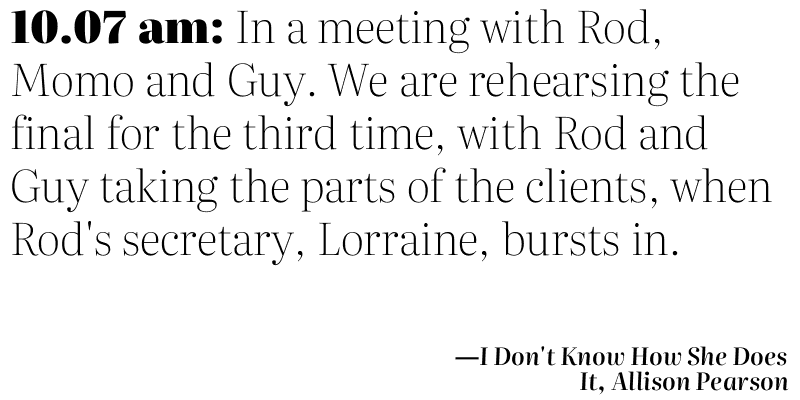 10.07 am: In a meeting with Rod,
Momo and Guy. We are rehearsing the
final for the third time, with Rod and
Guy taking the parts of the clients, when
Rod's secretary, Lorraine, bursts in.
—I Don't Know How She Does
It, Allison Pearson